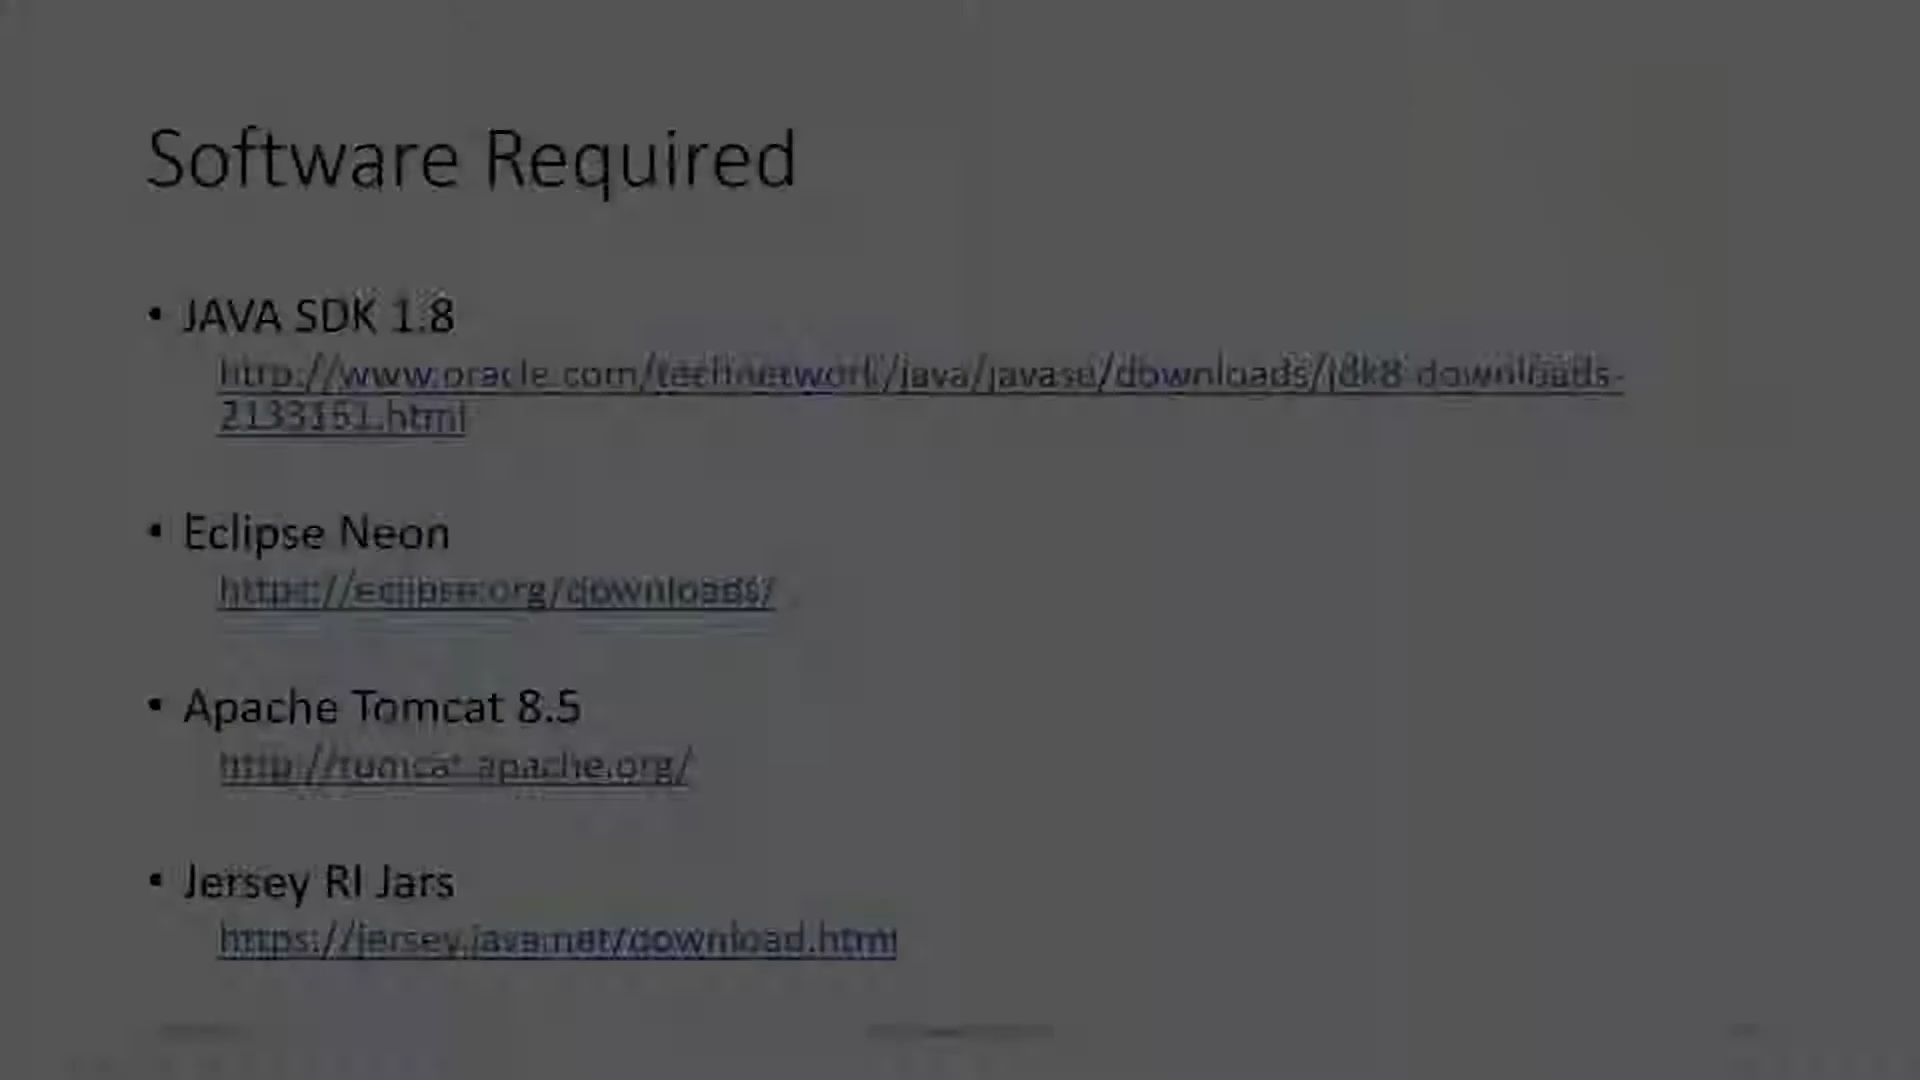 Software Required
• JAVA SDK 1.8
http://www.oracle.com/technetwork/java/javase/downloads/jdk8-downloads-
2133151.html
• Eclipse Neon
https://eclipse.org/downloads/
• Apache Tomcat 8.5
http://tomcat.apache.org/
• Jersey RI Jars
https://jersey.java.net/download.html